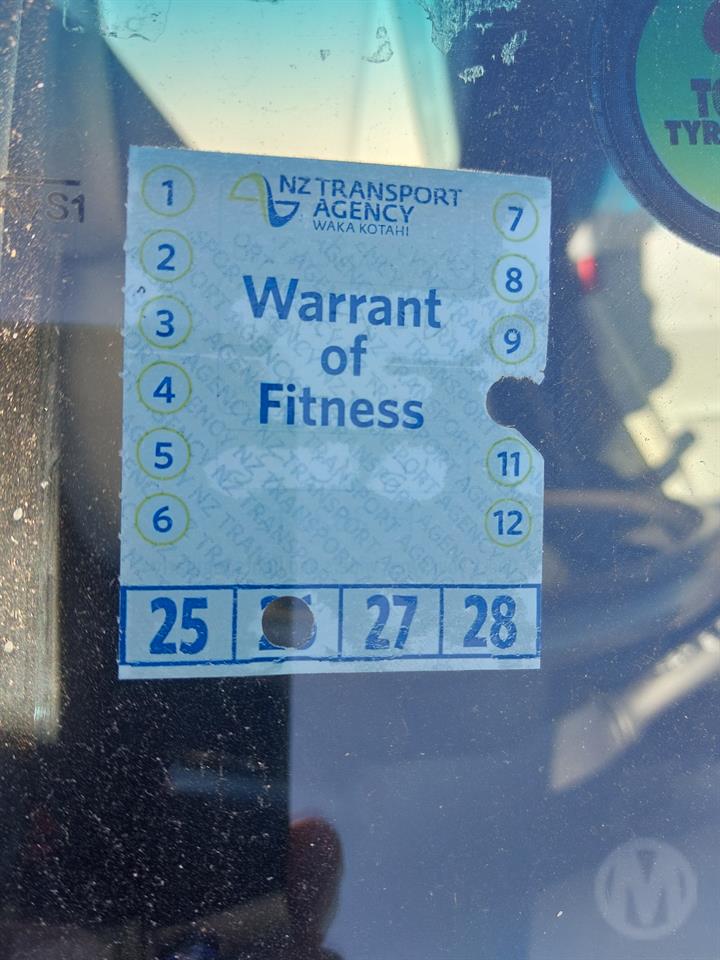 NZ TRANSPORT
AGENCY
WAKA KOTAHI
Warrant
of
Fitness
1
2
3
4
5
6
7
8
9
11
12
25
27
28
M